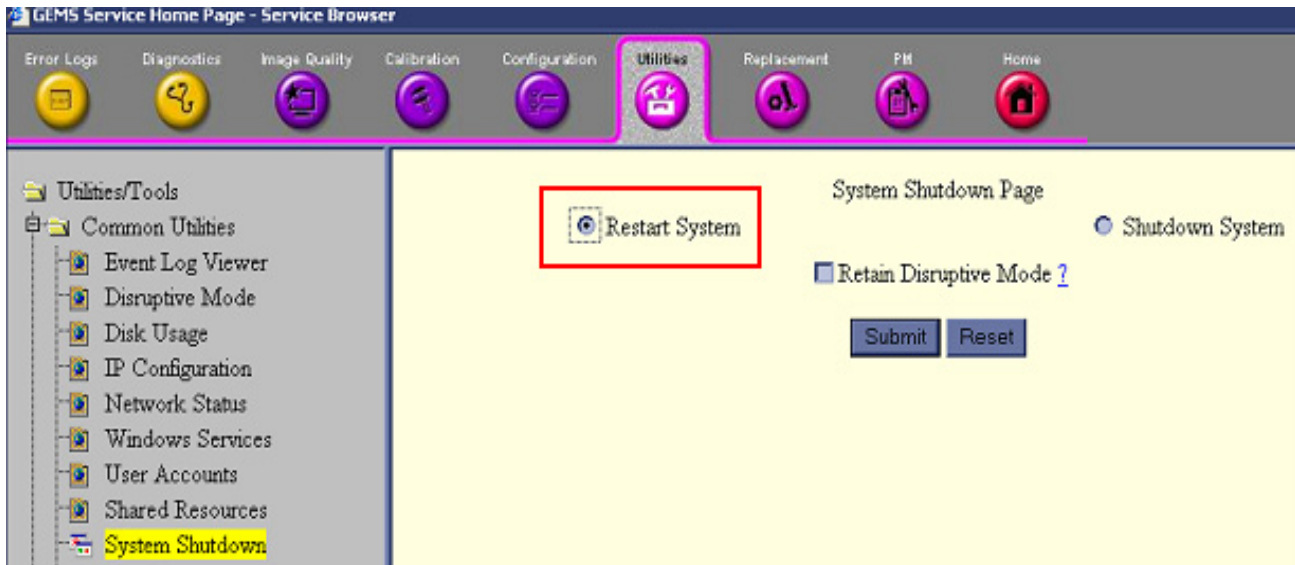 GEMS Service Home Page - Service Browser
Error Logs Diagnostics Image Quality Calibration Configuration Utilities Replacement PM Home
Utilities/Tools
Common Utilities
Event Log Viewer
Disruptive Mode
Disk Usage
IP Configuration
Network Status
Windows Services
User Accounts
Shared Resources
System Shutdown
System Shutdown Page
Restart System
Shutdown System
Retain Disruptive Mode ?
Submit Reset